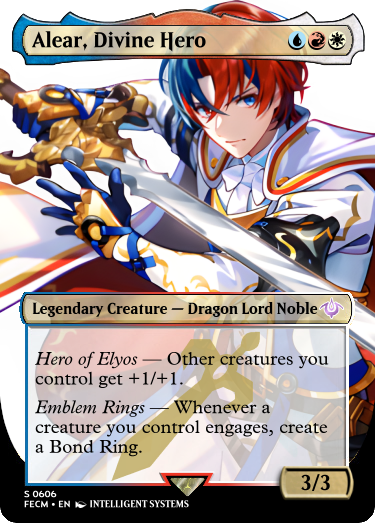 Alear, Divine Hero
Legendary Creature — Dragon Lord Noble
Hero of Elyos — Other creatures you
control get +1/+1.
Emblem Rings — Whenever a
creature you control engages, create
a Bond Ring.
3/3
S 0606
FECM • EN INTELLIGENT SYSTEMS